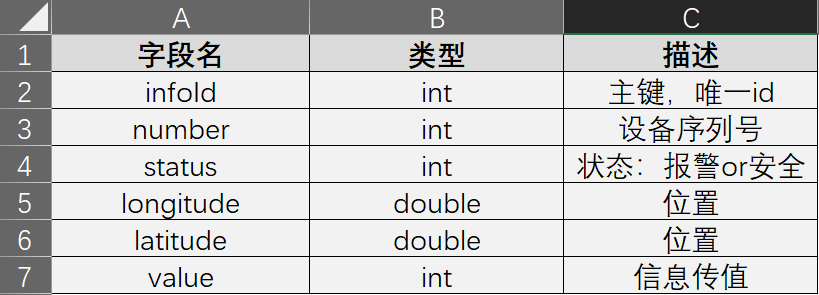 A B C
1 字段名 类型 描述
2 infold int 主键，唯一id
3 number int 设备序列号
4 status int 状态：报警or安全
5 longitude double 位置
6 latitude double 位置
7 value int 信息传值